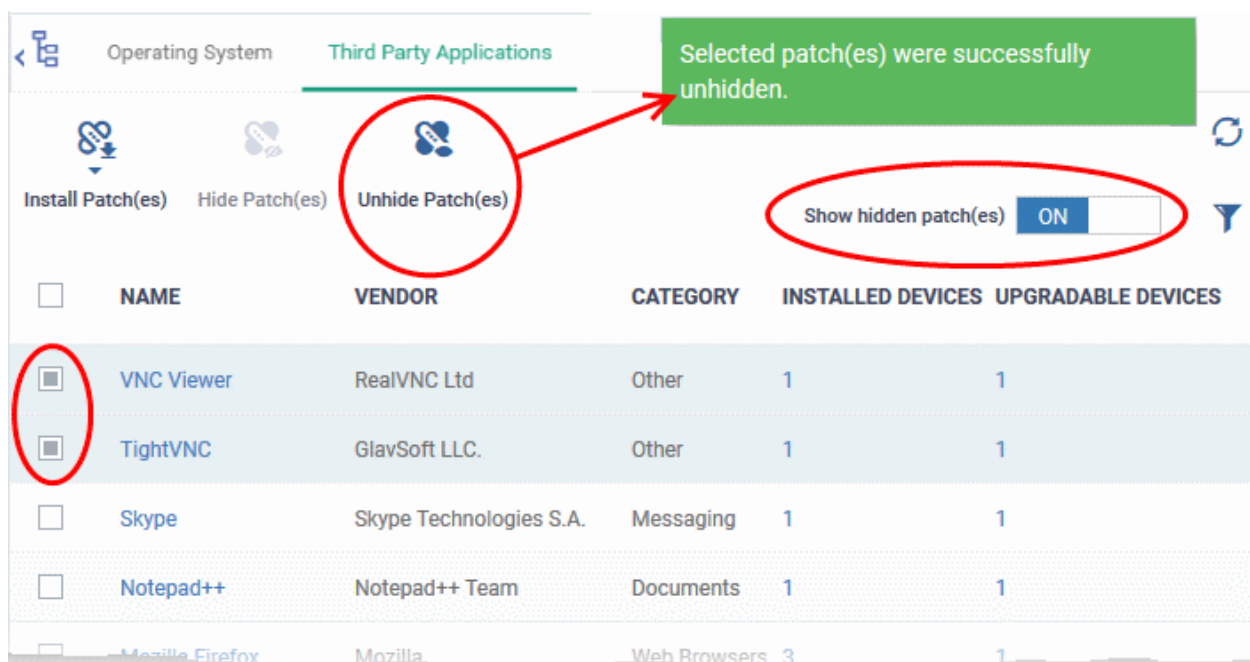 Operating System Third Party Applications
Selected patch(es) were successfully
unhidden.
Install Patch(es) Hide Patch(es) Unhide Patch(es)
Show hidden patch(es) ON
NAME VENDOR CATEGORY INSTALLED DEVICES UPGRADABLE DEVICES
VNC Viewer RealVNC Ltd Other 1 1
TightVNC GlavSoft LLC. Other 1 1
Skype Skype Technologies S.A. Messaging 1 1
Notepad++ Notepad++ Team Documents 1 1
Mozilla Firefox Mozilla Web Browsers 3 1